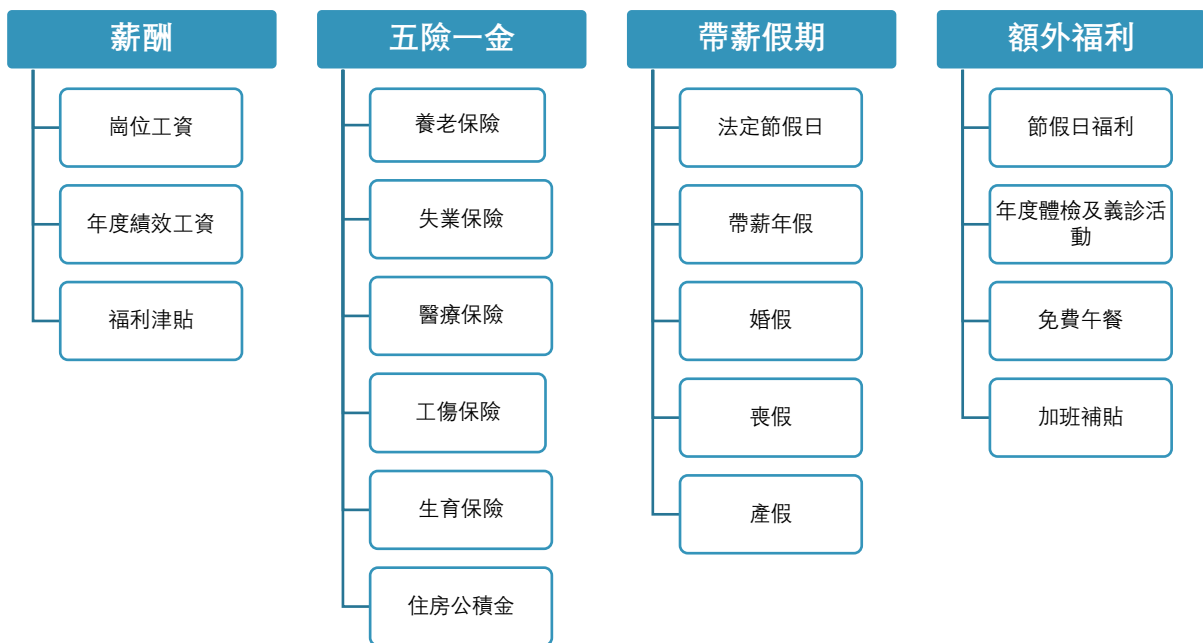 薪酬
崗位工資
年度績效工資
福利津貼
五險一金
養老保險
失業保險
醫療保險
工傷保險
生育保險
住房公積金
帶薪假期
法定節假日
帶薪年假
婚假
喪假
產假
額外福利
節假日福利
年度體檢及義診活
動
免費午餐
加班補貼